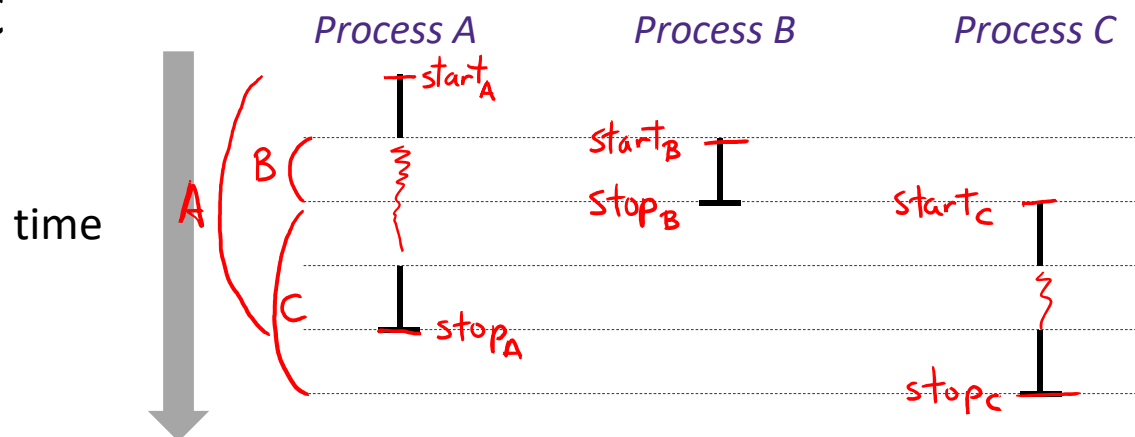 Process A Process B Process C
start_A
start_B
B
stop_B
start_C
A
time
C
stop_A
stop_C